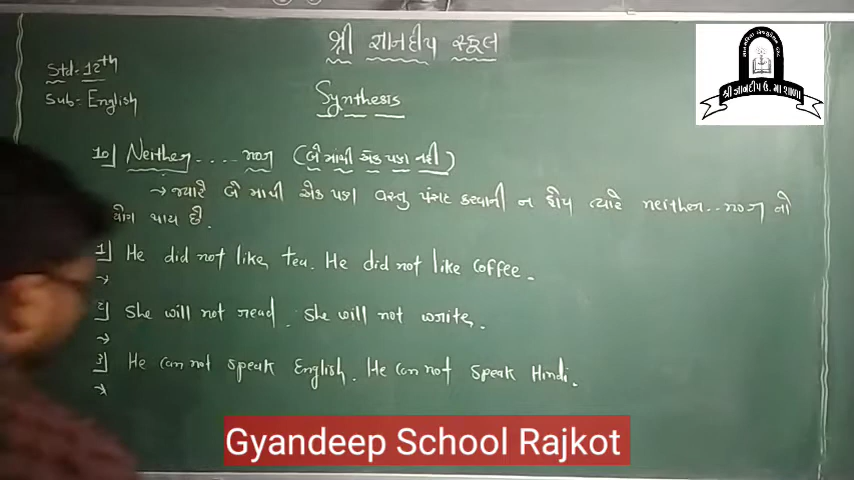 શ્રી જ્ઞાનદીપ સ્કૂલ
Std:- 12th
Sub:- English
Synthesis
10] Neither.... nor (બે માંથી એક પણ નહીં)
→ જ્યારે બે માંથી એક પણ વસ્તુ પસંદ કરવાની ન હોય ત્યારે neither...nor નો
યોગ થાય છે.
1] He did not like tea. He did not like Coffee.
→
2] She will not read. She will not write.
→
3] He can not speak English. He can not speak Hindi.
→
શ્રી જ્ઞાનદીપ ઉ. મા શાળા
Gyandeep School Rajkot